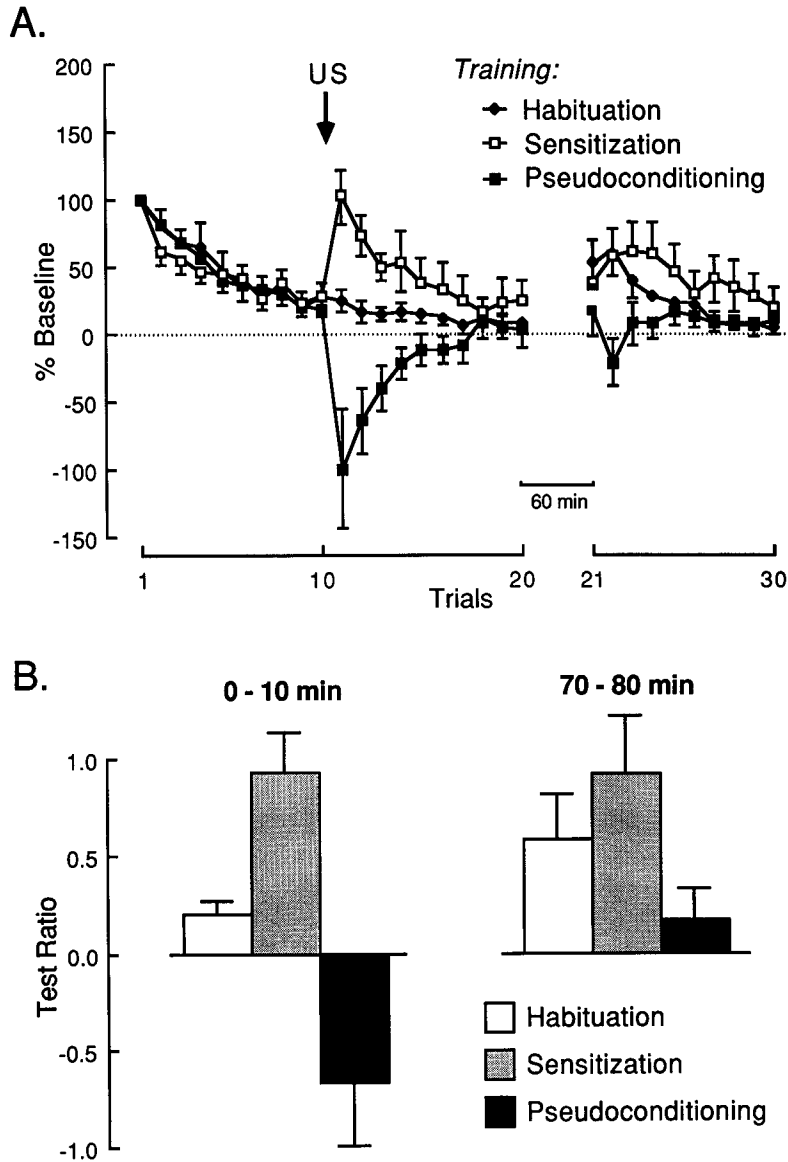 A.
200
150
100
50
0
-50
-100
-150
% Baseline
US
Training:
Habituation
Sensitization
Pseudoconditioning
60 min
1
10
20
21
30
Trials
B.
0 - 10 min
70 - 80 min
1.0
0.5
0.0
-0.5
-1.0
Test Ratio
Habituation
Sensitization
Pseudoconditioning